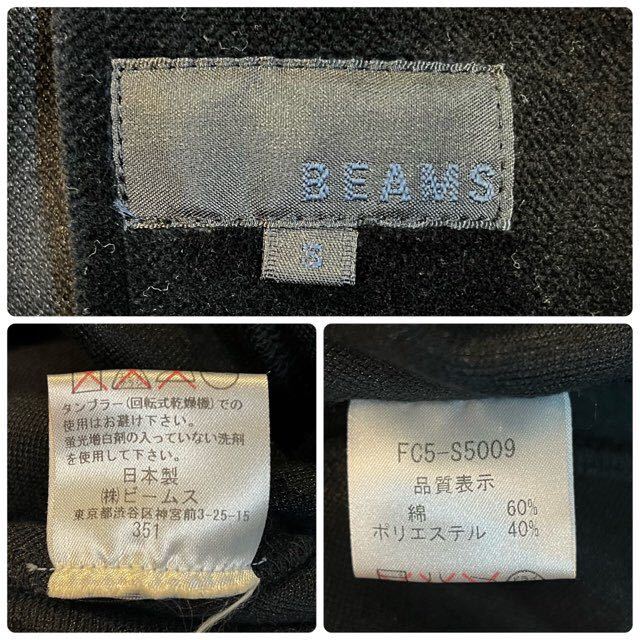 BEAMS
S
タンブラー(回転式乾燥機)での
使用はお避け下さい。
蛍光増白剤の入っていない洗剤
を使用して下さい。
日本製
㈱ビームス
東京都渋谷区神宮前3-25-15
351
FC5-S5009
品質表示
綿 60%
ポリエステル 40%